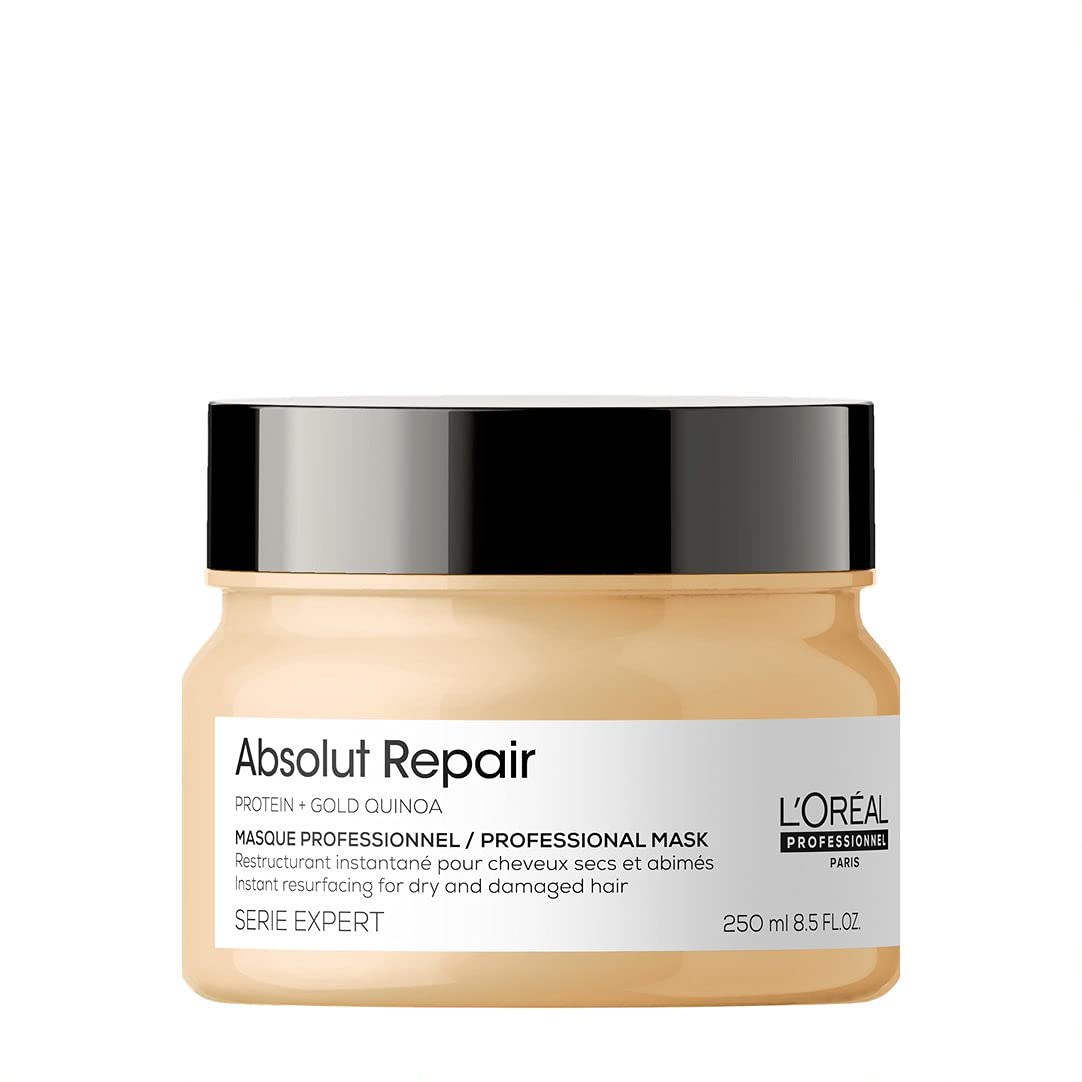 Absolut Repair
PROTEIN + GOLD QUINOA
MASQUE PROFESSIONNEL / PROFESSIONAL MASK
Restructurant instantané pour cheveux secs et abimés
Instant resurfacing for dry and damaged hair
SERIE EXPERT
L'ORÉAL
PROFESSIONNEL
PARIS
250 ml 8.5 FL.OZ.